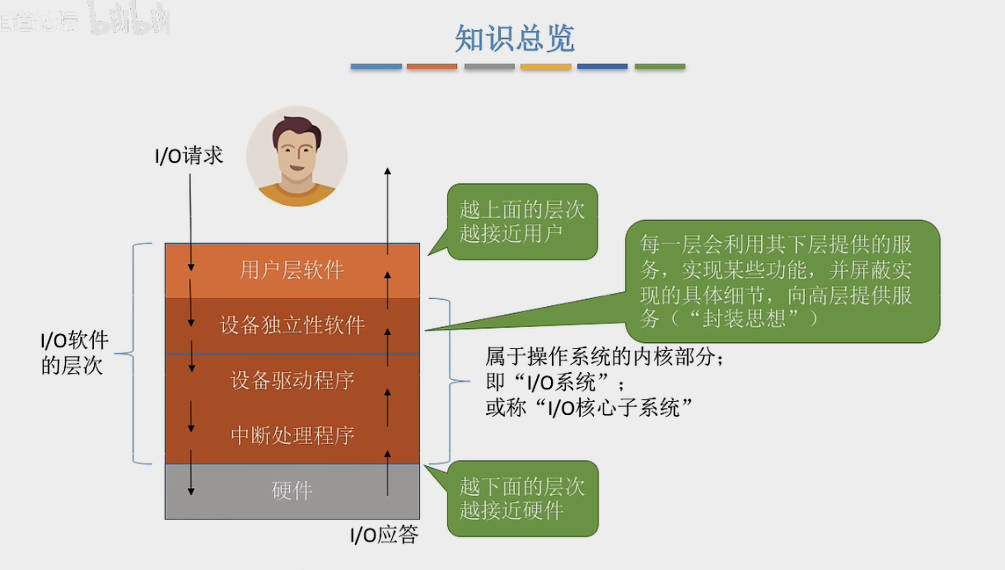 知识总览
I/O请求
越上面的层次
越接近用户
每一层会利用其下层提供的服
务，实现某些功能，并屏蔽实
现的具体细节，向高层提供服
务（“封装思想”）
用户层软件
设备独立性软件
设备驱动程序
中断处理程序
硬件
I/O软件
的层次
属于操作系统的内核部分；
即“I/O系统”；
或称“I/O核心子系统”
越下面的层次
越接近硬件
I/O应答